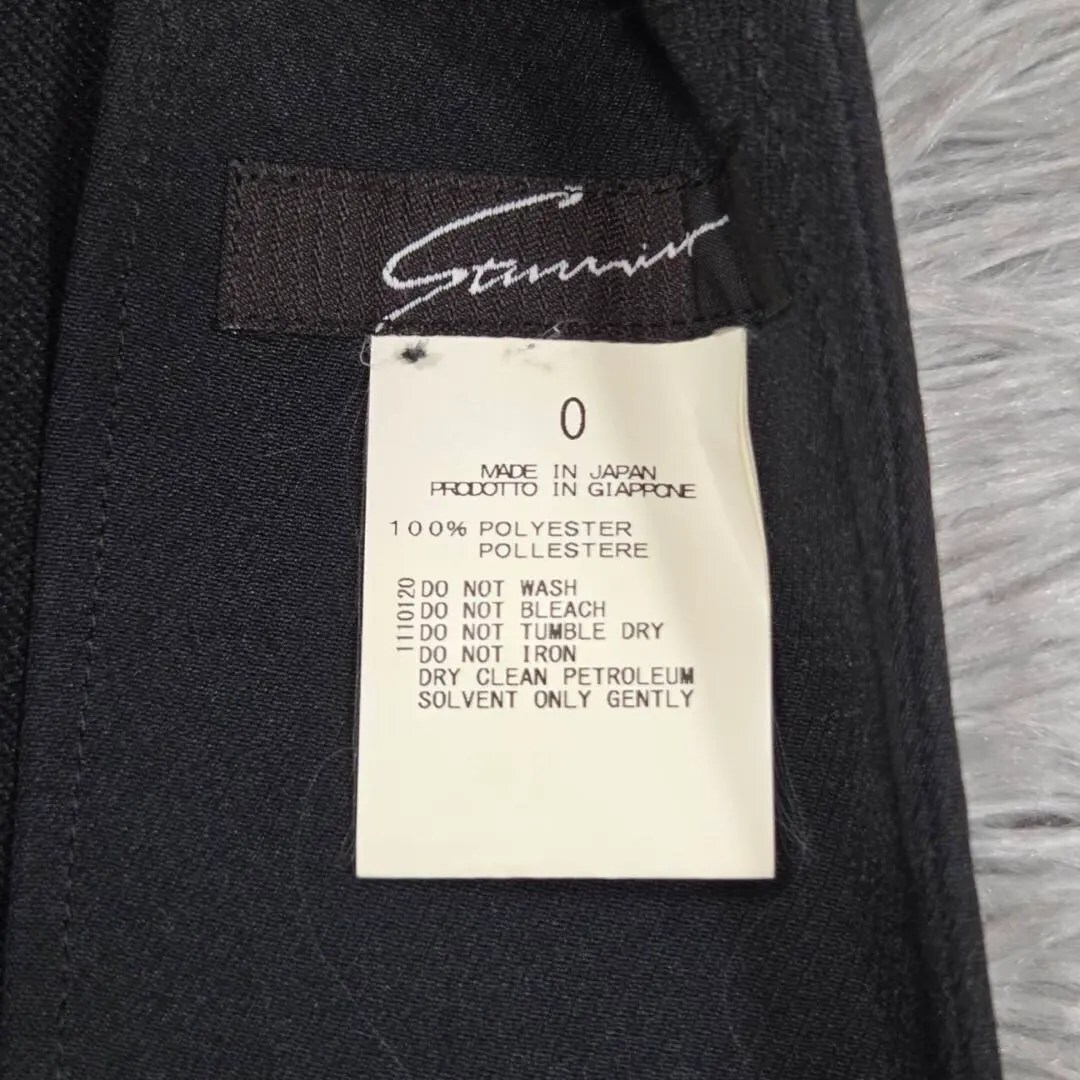 0
MADE IN JAPAN
PRODOTTO IN GIAPPONE
100% POLYESTER
POLLESTERE
1110120
DO NOT WASH
DO NOT BLEACH
DO NOT TUMBLE DRY
DO NOT IRON
DRY CLEAN PETROLEUM
SOLVENT ONLY GENTLY